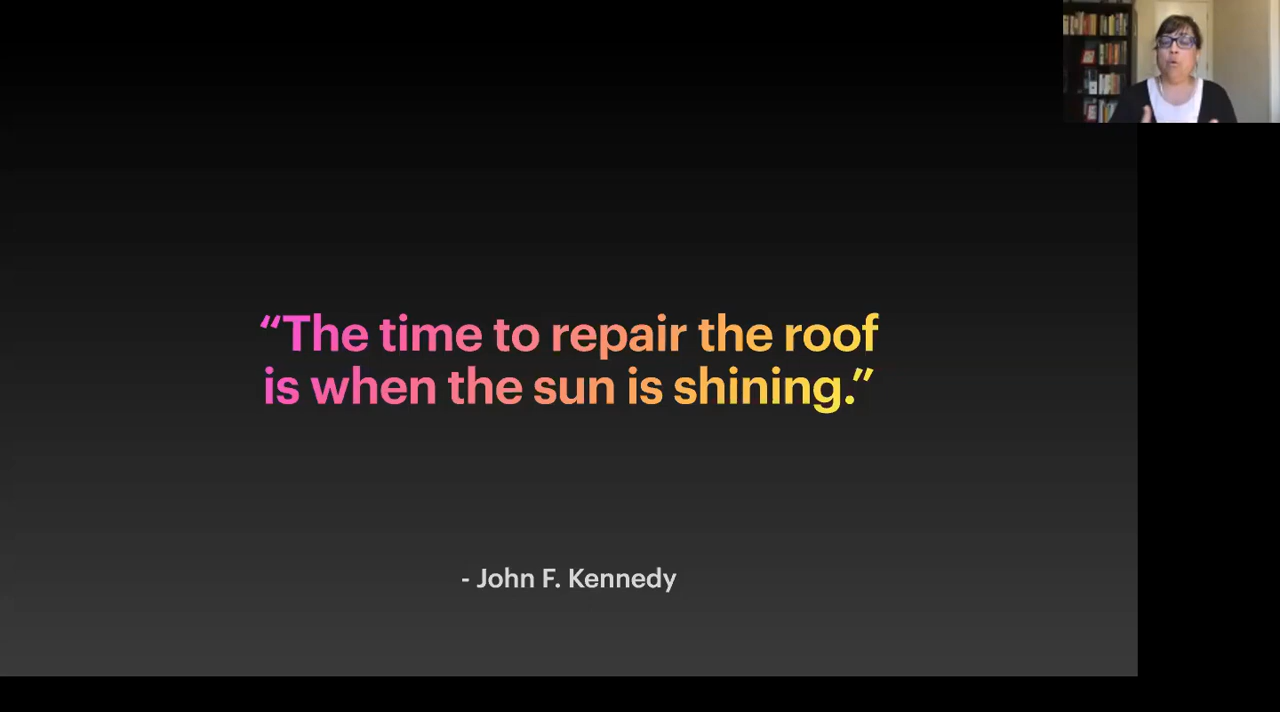 “The time to repair the roof
is when the sun is shining.”
- John F. Kennedy